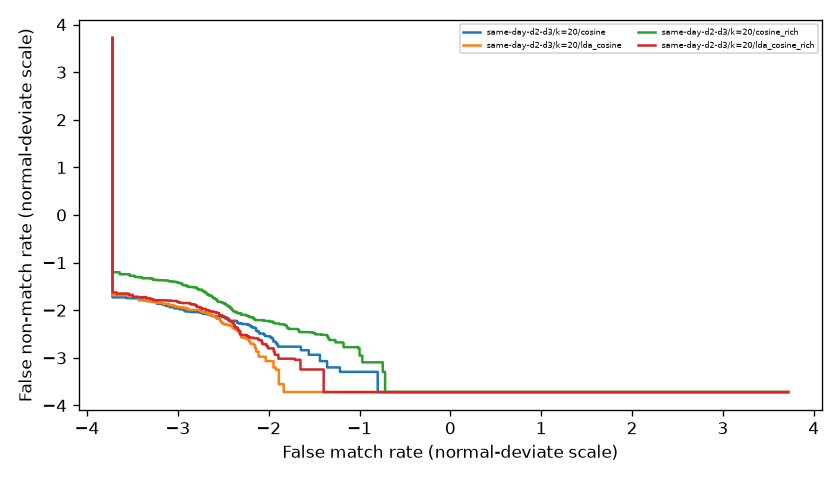 same-day-d2-d3/k=20/cosine
same-day-d2-d3/k=20/lda_cosine
same-day-d2-d3/k=20/cosine_rich
same-day-d2-d3/k=20/lda_cosine_rich
False non-match rate (normal-deviate scale)
4
3
2
1
0
−1
−2
−3
−4
−4 −3 −2 −1 0 1 2 3 4
False match rate (normal-deviate scale)